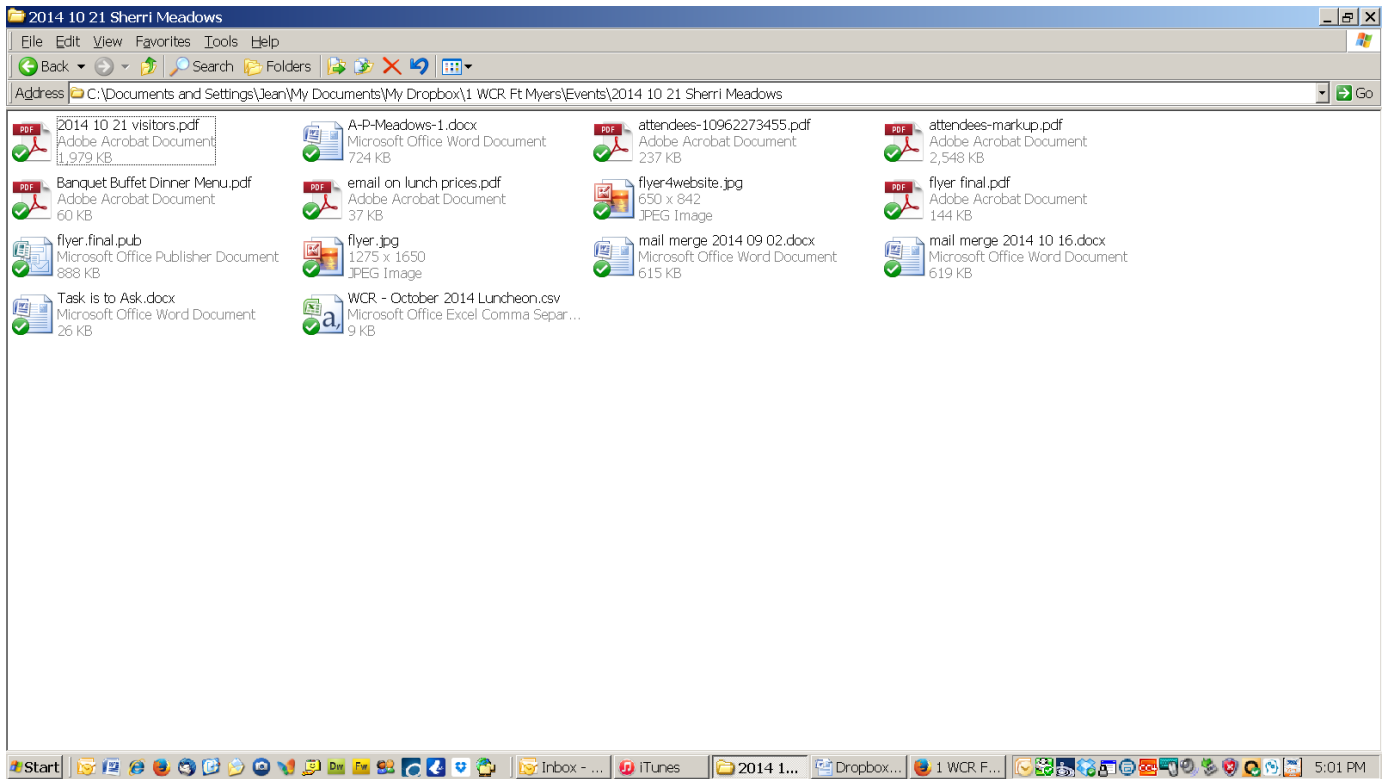 2014 10 21 Sherri Meadows
File Edit View Favorites Tools Help
Back Search Folders
Address C:\Documents and Settings\Jean\My Documents\My Dropbox\1 WCR Ft Myers\Events\2014 10 21 Sherri Meadows Go
2014 10 21 visitors.pdf
Adobe Acrobat Document
1,979 KB
A-P-Meadows-1.docx
Microsoft Office Word Document
724 KB
attendees-10962273455.pdf
Adobe Acrobat Document
237 KB
attendees-markup.pdf
Adobe Acrobat Document
2,548 KB
Banquet Buffet Dinner Menu.pdf
Adobe Acrobat Document
60 KB
email on lunch prices.pdf
Adobe Acrobat Document
37 KB
flyer4website.jpg
650 x 842
JPEG Image
flyer final.pdf
Adobe Acrobat Document
144 KB
flyer.final.pub
Microsoft Office Publisher Document
888 KB
flyer.jpg
1275 x 1650
JPEG Image
mail merge 2014 09 02.docx
Microsoft Office Word Document
615 KB
mail merge 2014 10 16.docx
Microsoft Office Word Document
619 KB
Task is to Ask.docx
Microsoft Office Word Document
26 KB
WCR - October 2014 Luncheon.csv
Microsoft Office Excel Comma Separ...
9 KB
Start Inbox - ... iTunes 2014 1... Dropbox... 1 WCR F... 5:01 PM